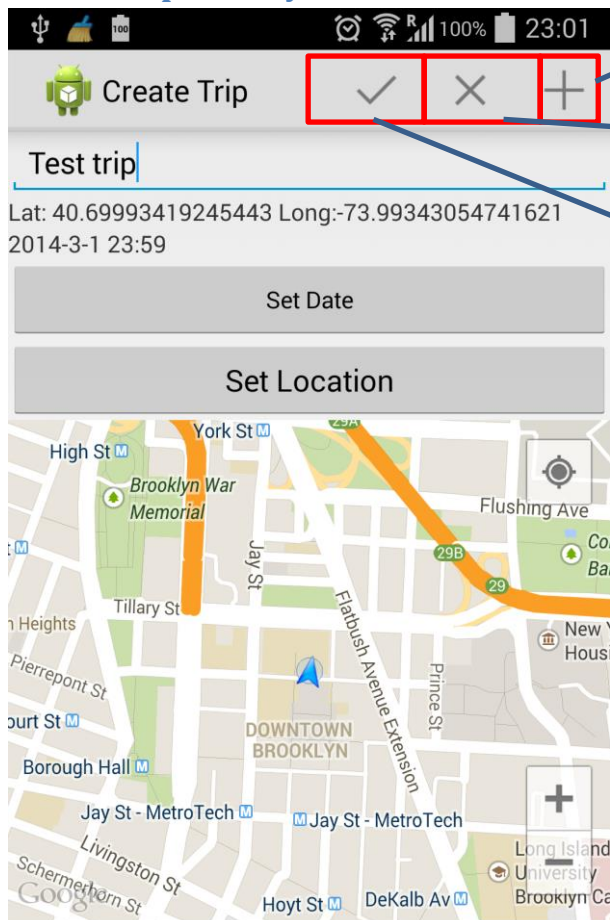 100 100% 23:01
Create Trip
Test trip
Lat: 40.69993419245443 Long:-73.99343054741621
2014-3-1 23:59
Set Date
Set Location
29A
York St M
High St M
Brooklyn War
Memorial
Flushing Ave
Jay St
29B
29
Tillary St
Flatbush Avenue Extension
Heights
New
Housi
Pierrepont St
Prince St
ourt St M
DOWNTOWN
BROOKLYN
Borough Hall M
Jay St - MetroTech M
M Jay St - MetroTech
Livingston St
Long Island
University
Schermerhorn St
Brooklyn Ca
Google
Hoyt St M
DeKalb Av M